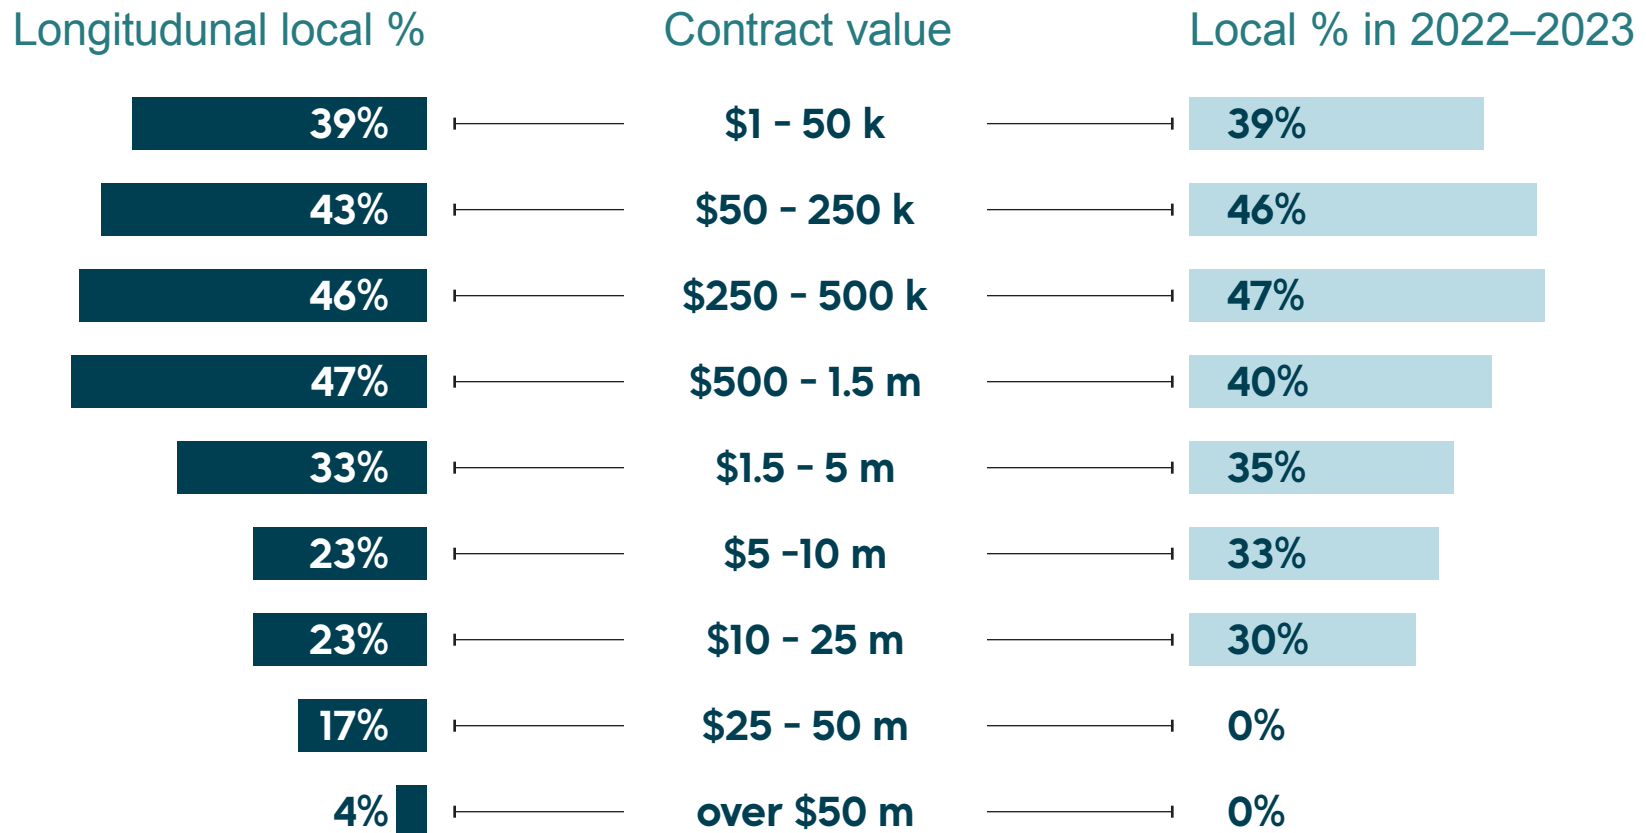 Longitudunal local % Contract value Local % in 2022–2023
39% $1 - 50 k 39%
43% $50 - 250 k 46%
46% $250 - 500 k 47%
47% $500 - 1.5 m 40%
33% $1.5 - 5 m 35%
23% $5 -10 m 33%
23% $10 - 25 m 30%
17% $25 - 50 m 0%
4% over $50 m 0%